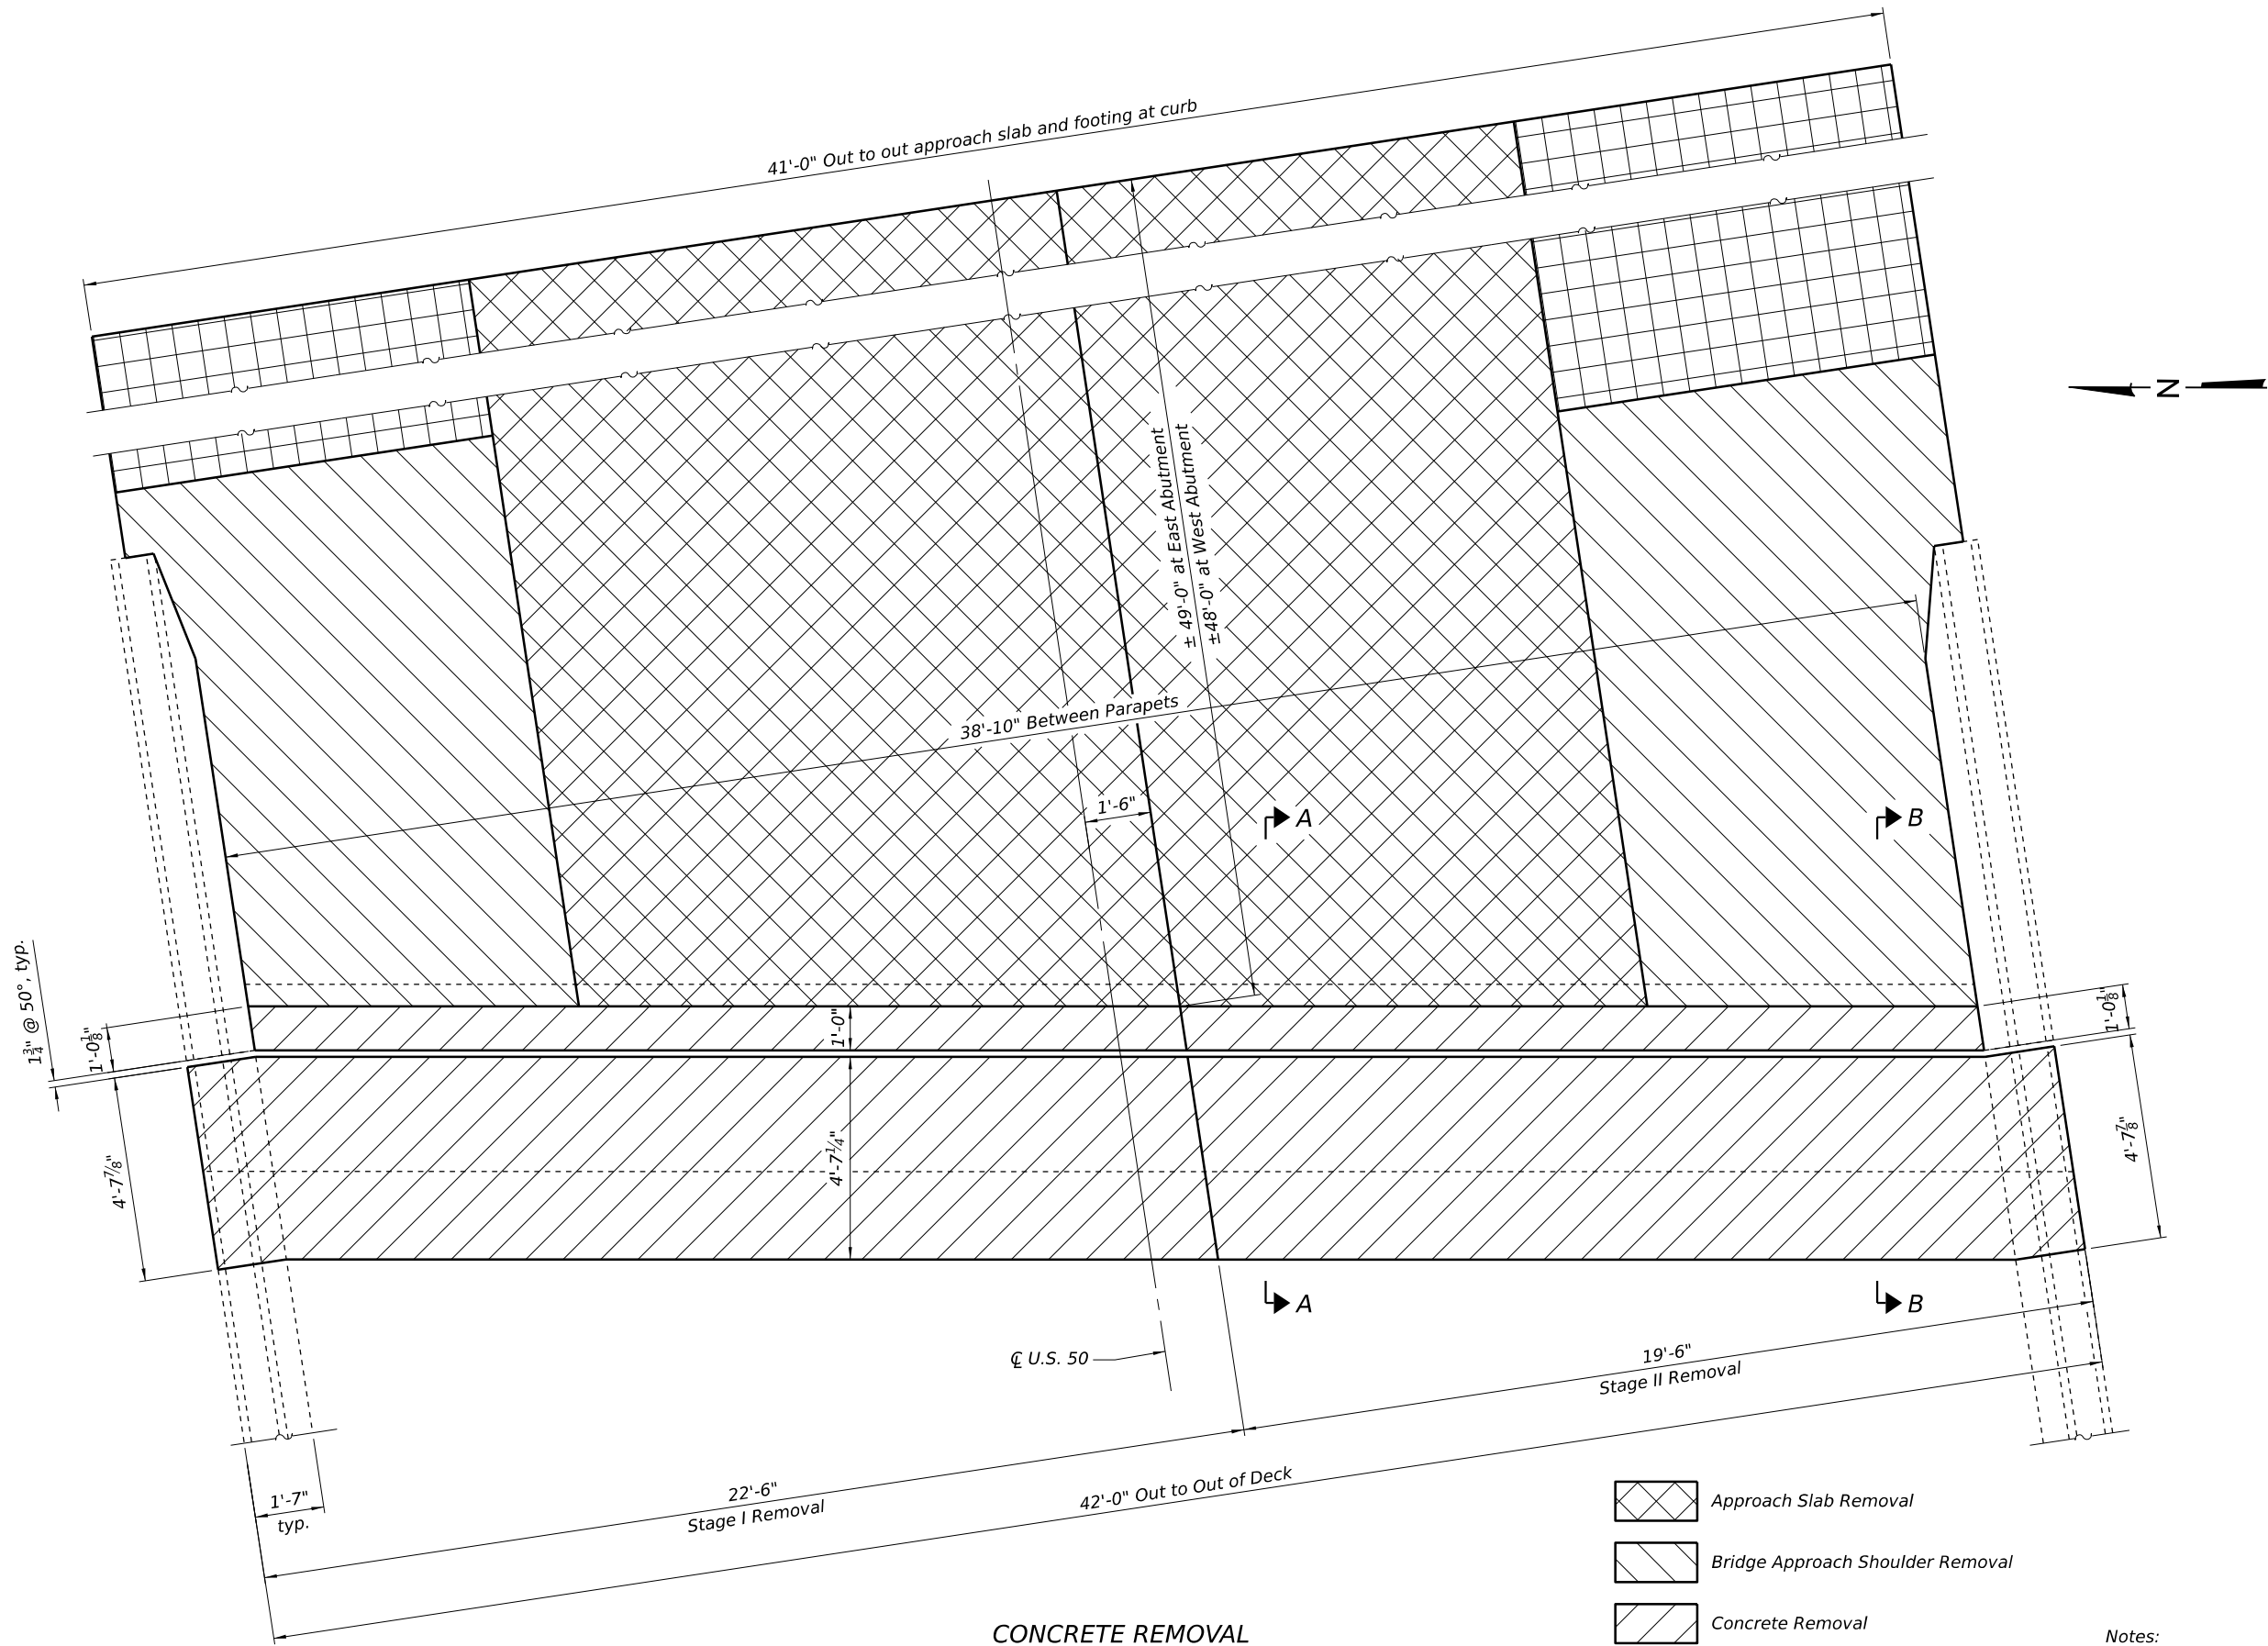 41'-0" Out to out approach slab and footing at curb
N
± 49'-0" at East Abutment
±48'-0" at West Abutment
38'-10" Between Parapets
1'-6"
A
B
1¾" @ 50°, typ.
1'-0⅛"
1'-0"
1'-0⅛"
4'-7⅞"
4'-7¼"
4'-7⅞"
A
B
℄ U.S. 50
19'-6"
Stage II Removal
1'-7"
typ.
22'-6"
Stage I Removal
42'-0" Out to Out of Deck
Approach Slab Removal
Bridge Approach Shoulder Removal
Concrete Removal
CONCRETE REMOVAL
Notes: